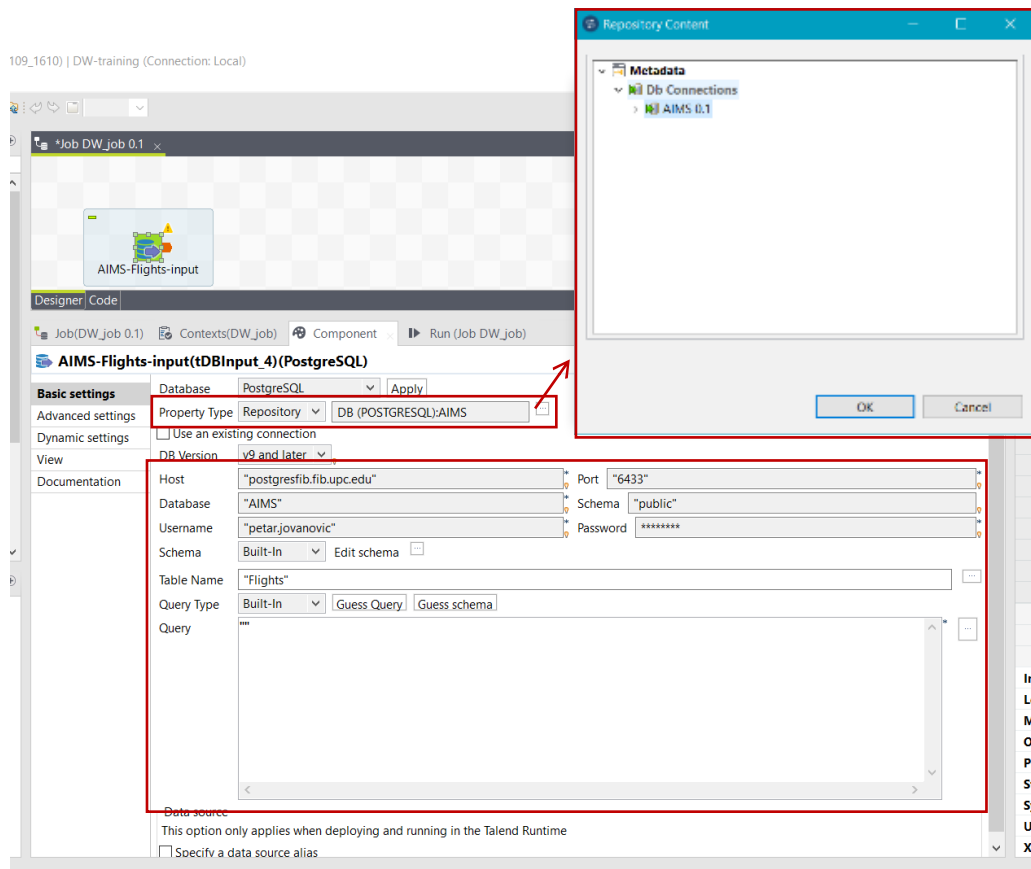 Repository Content
109_1610) | DW-training (Connection: Local)
Metadata
Db Connections
AIMS 0.1
*Job DW_job 0.1
AIMS-Flights-input
Designer Code
Job(DW_job 0.1) Contexts(DW_job) Component Run (Job DW_job)
AIMS-Flights-input(tDBInput_4)(PostgreSQL)
OK Cancel
Basic settings
Advanced settings
Dynamic settings
View
Documentation
Database PostgreSQL Apply
Property Type Repository DB (POSTGRESQL):AIMS ...
Use an existing connection
DB Version v9 and later
Host "postgresfib.fib.upc.edu" * Port "6433" *
Database "AIMS" * Schema "public"
Username "petar.jovanovic" * Password ******** *
Schema Built-In Edit schema ...
Table Name "Flights" ...
Query Type Built-In Guess Query Guess schema
Query "" * ...
Data source
This option only applies when deploying and running in the Talend Runtime
Specify a data source alias